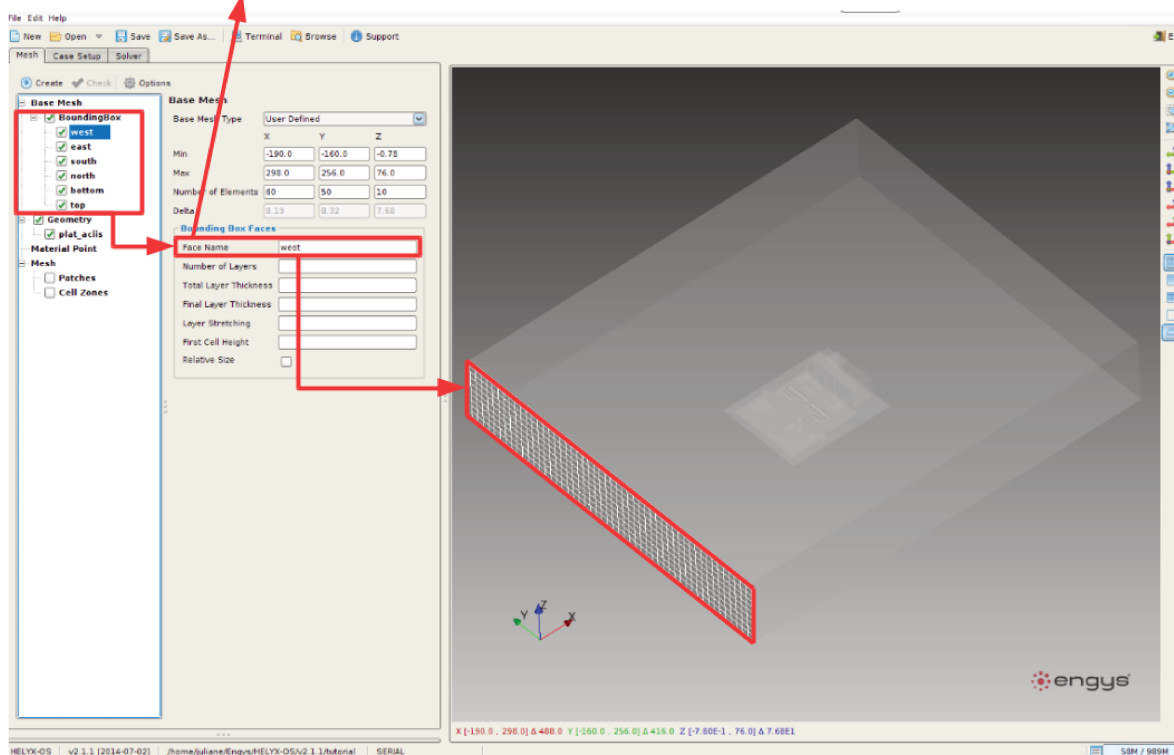 File Edit Help
New Open Save Save As... Terminal Browse Support
Mesh Case Setup Solver
Create Check Options
Base Mesh
BoundingBox
west
east
south
north
bottom
top
Geometry
plat_aciis
Material Point
Mesh
Patches
Cell Zones
Base Mesh
Base Mesh Type User Defined
X Y Z
Min -190.0 -160.0 -0.78
Max 298.0 256.0 76.0
Number of Elements 60 50 10
Delta 8.13 8.32 7.68
Bounding Box Faces
Face Name west
Number of Layers
Total Layer Thickness
Final Layer Thickness
Layer Stretching
First Cell Height
Relative Size
Y Z X
engys
X [-190.0 , 298.0] Δ 488.0 Y [-160.0 , 256.0] Δ 416.0 Z [-7.80E-1 , 76.0] Δ 7.68E1
HELYX-OS v2.1.1 [2014-07-02] /home/juliane/Engys/HELYX-OS/v2.1.1/tutorial SERIAL 58M / 989M